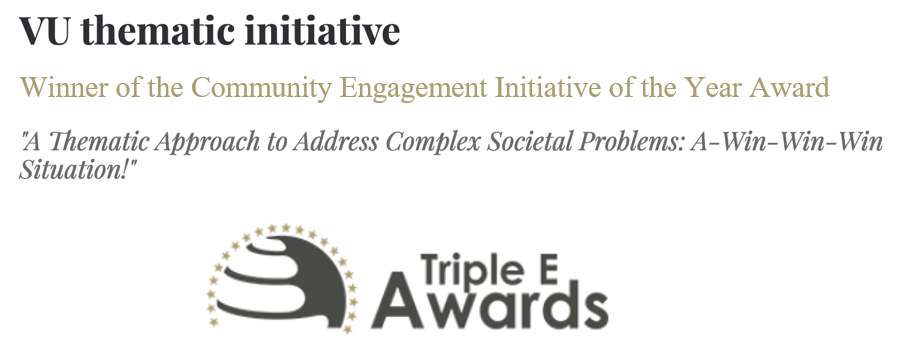 VU thematic initiative
Winner of the Community Engagement Initiative of the Year Award
"A Thematic Approach to Address Complex Societal Problems: A-Win-Win-Win
Situation!"
Triple E
Awards